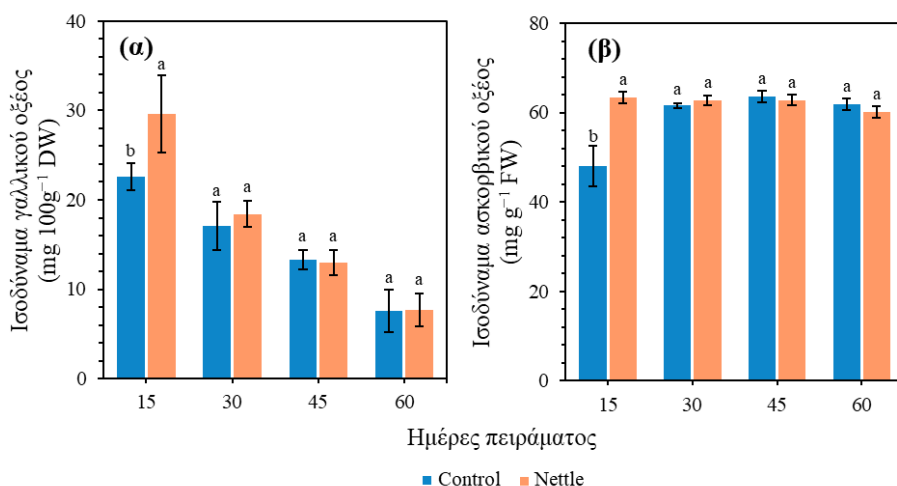 (α)
Ισοδύναμα γαλλικού οξέος
(mg 100g⁻¹ DW)
40
30
20
10
0
b
a
a
a
a
a
a
a
15
30
45
60
(β)
Ισοδύναμα ασκορβικού οξέος
(mg g⁻¹ FW)
80
60
40
20
0
b
a
a
a
a
a
a
a
15
30
45
60
Ημέρες πειράματος
Control
Nettle